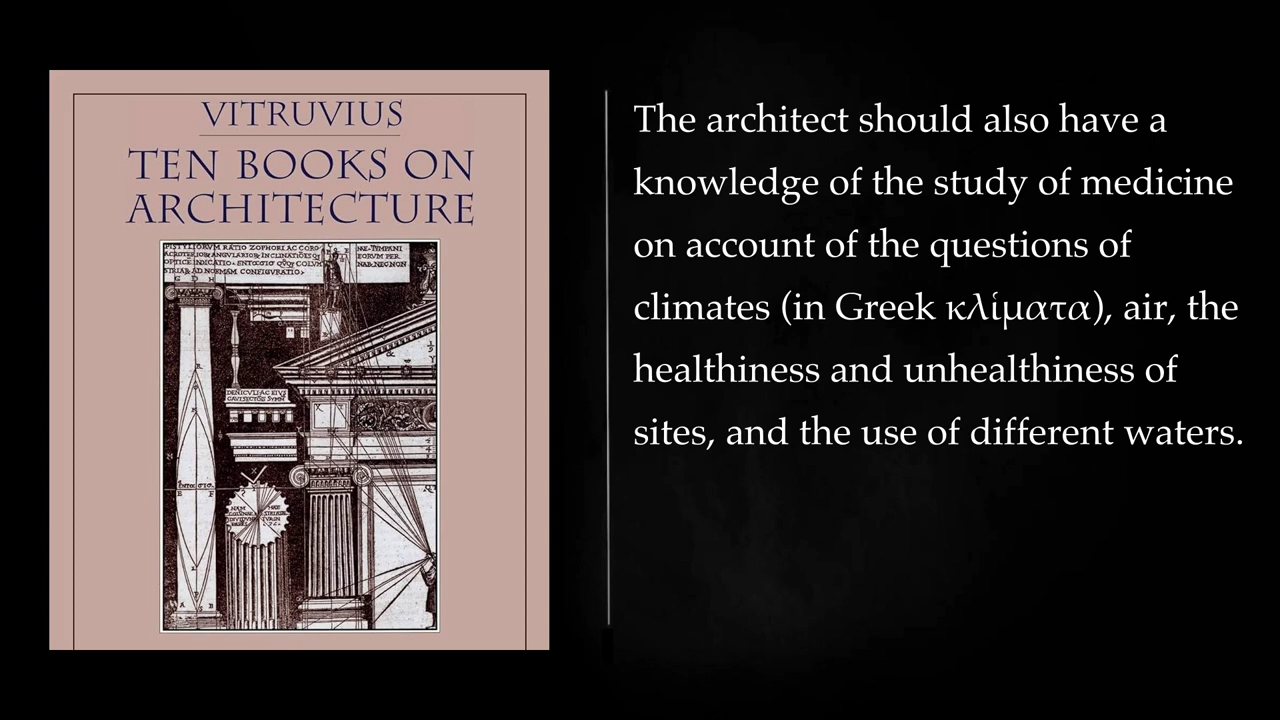 VITRUVIUS
TEN BOOKS ON
ARCHITECTURE
The architect should also have a
knowledge of the study of medicine
on account of the questions of
climates (in Greek κλίματα), air, the
healthiness and unhealthiness of
sites, and the use of different waters.